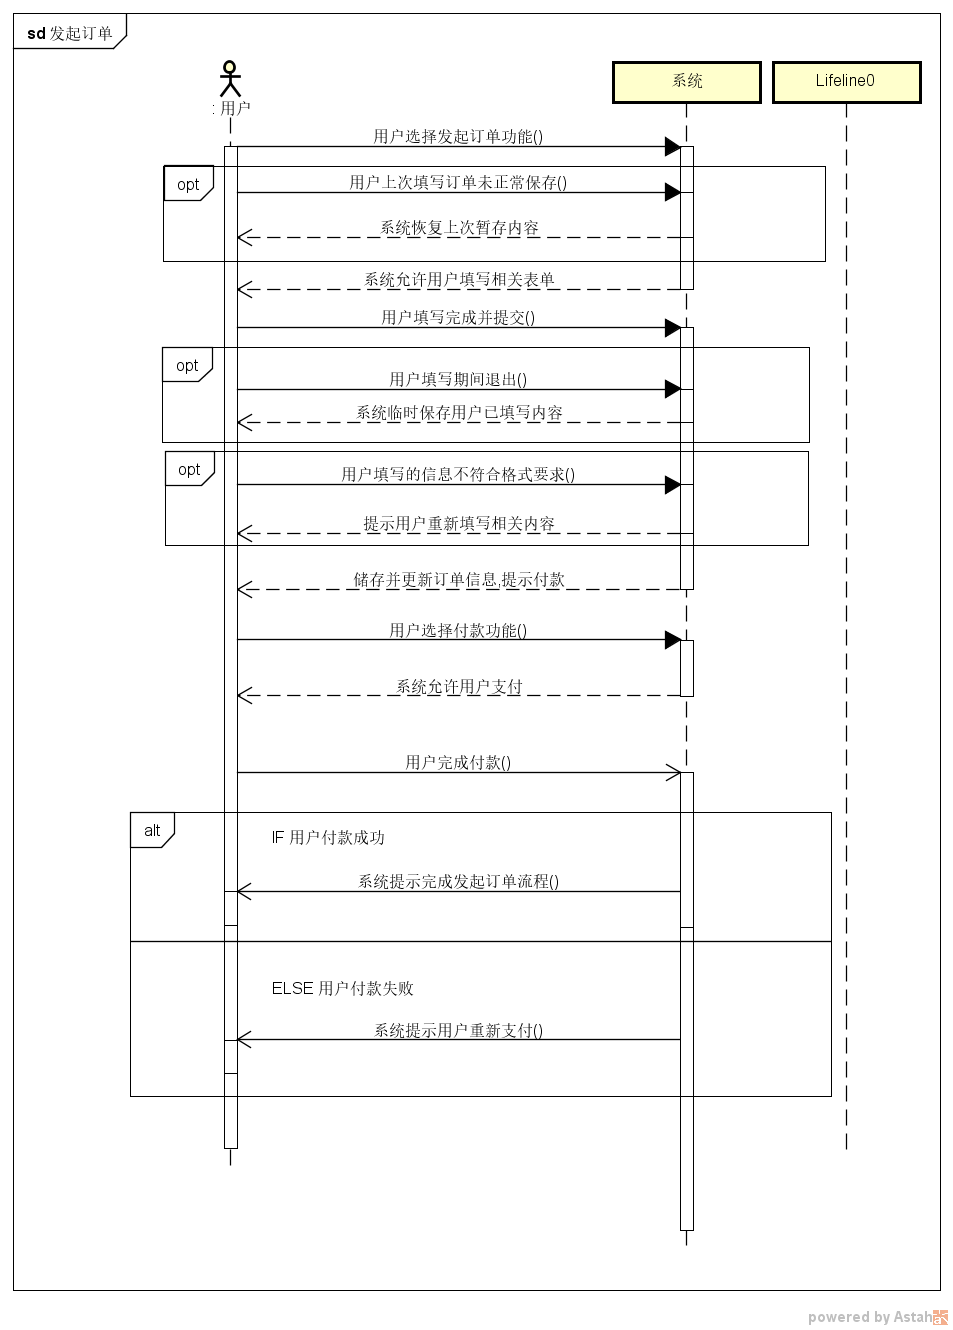 sd 发起订单
系统
Lifeline0
: 用户
用户选择发起订单功能()
opt
用户上次填写订单未正常保存()
系统恢复上次暂存内容
系统允许用户填写相关表单
用户填写完成并提交()
opt
用户填写期间退出()
系统临时保存用户已填写内容
opt
用户填写的信息不符合格式要求()
提示用户重新填写相关内容
储存并更新订单信息,提示付款
用户选择付款功能()
系统允许用户支付
用户完成付款()
alt
IF 用户付款成功
系统提示完成发起订单流程()
ELSE 用户付款失败
系统提示用户重新支付()
powered by Astah